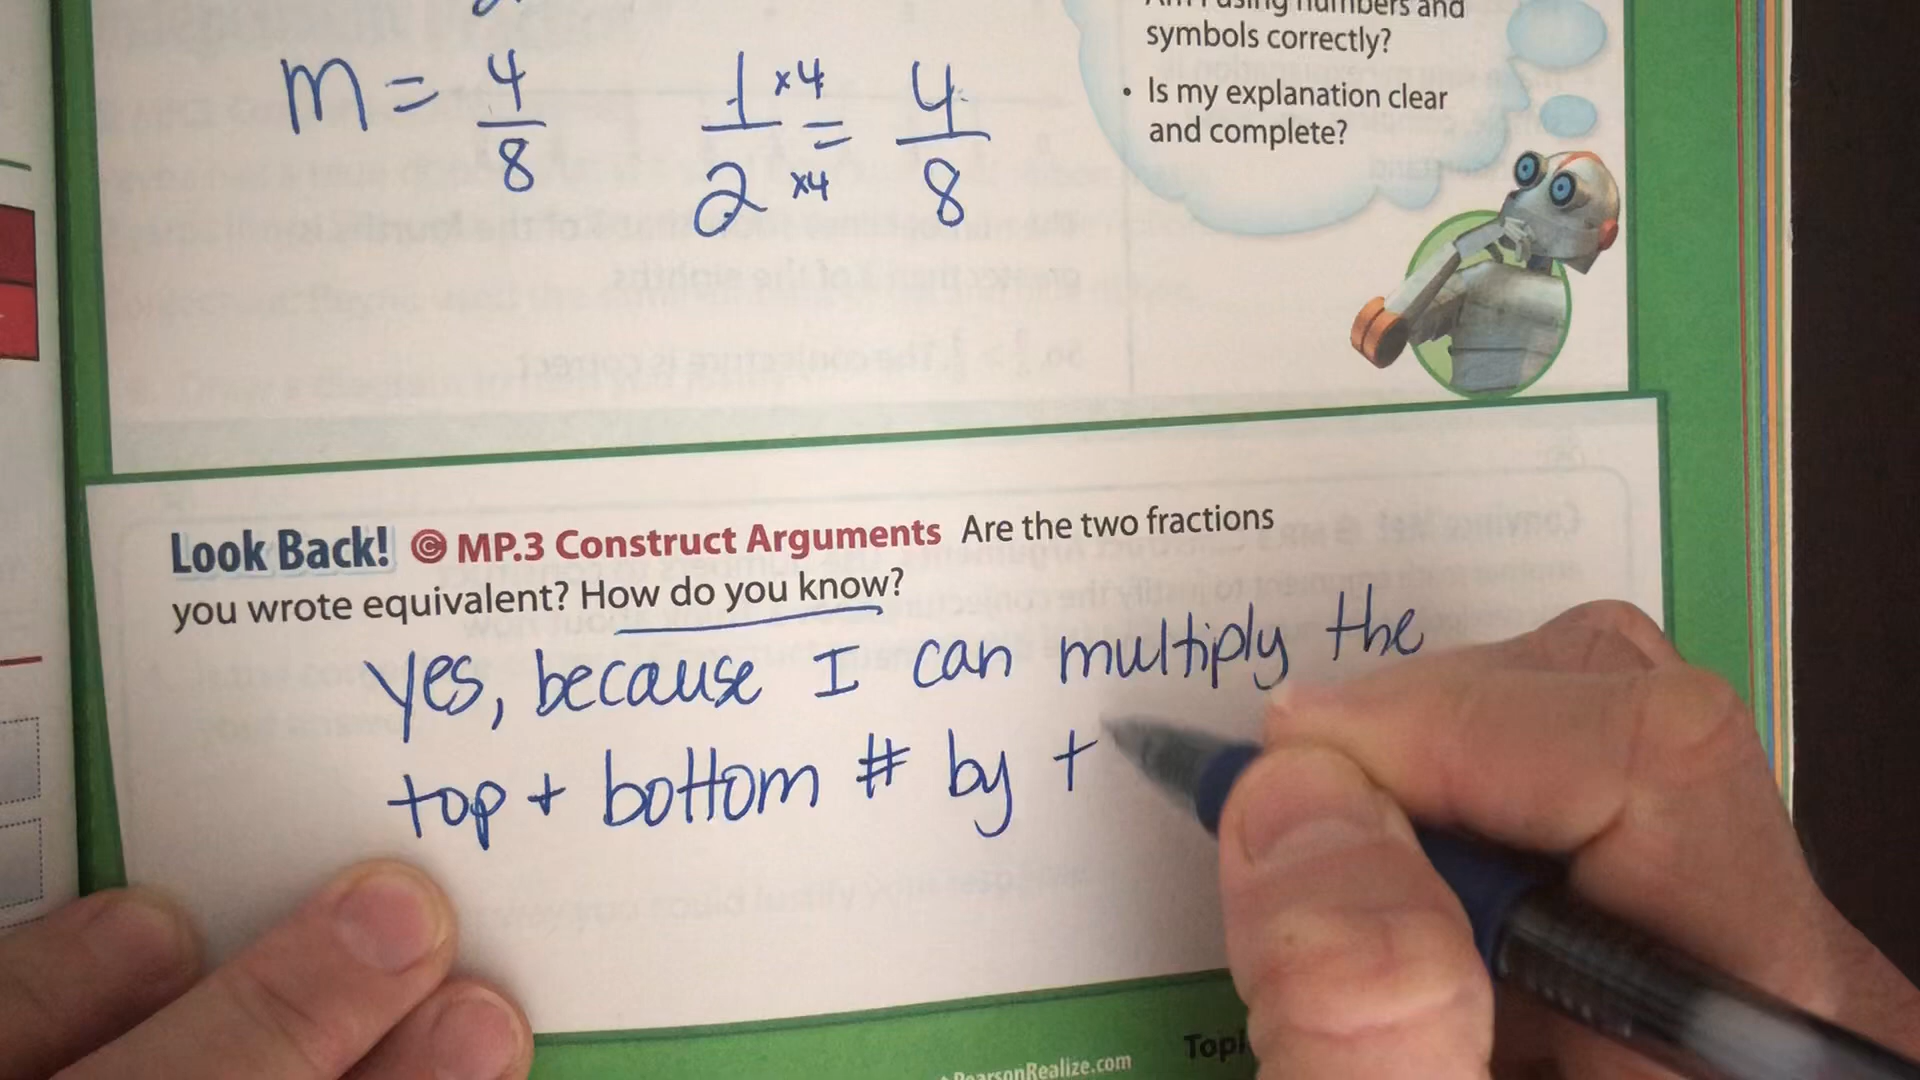 symbols correctly?
• Is my explanation clear
and complete?
m = 4/8
1/2 ×4/×4 = 4/8
Look Back! © MP.3 Construct Arguments Are the two fractions
you wrote equivalent? How do you know?
yes, because I can multiply the
top + bottom # by t
PearsonRealize.com